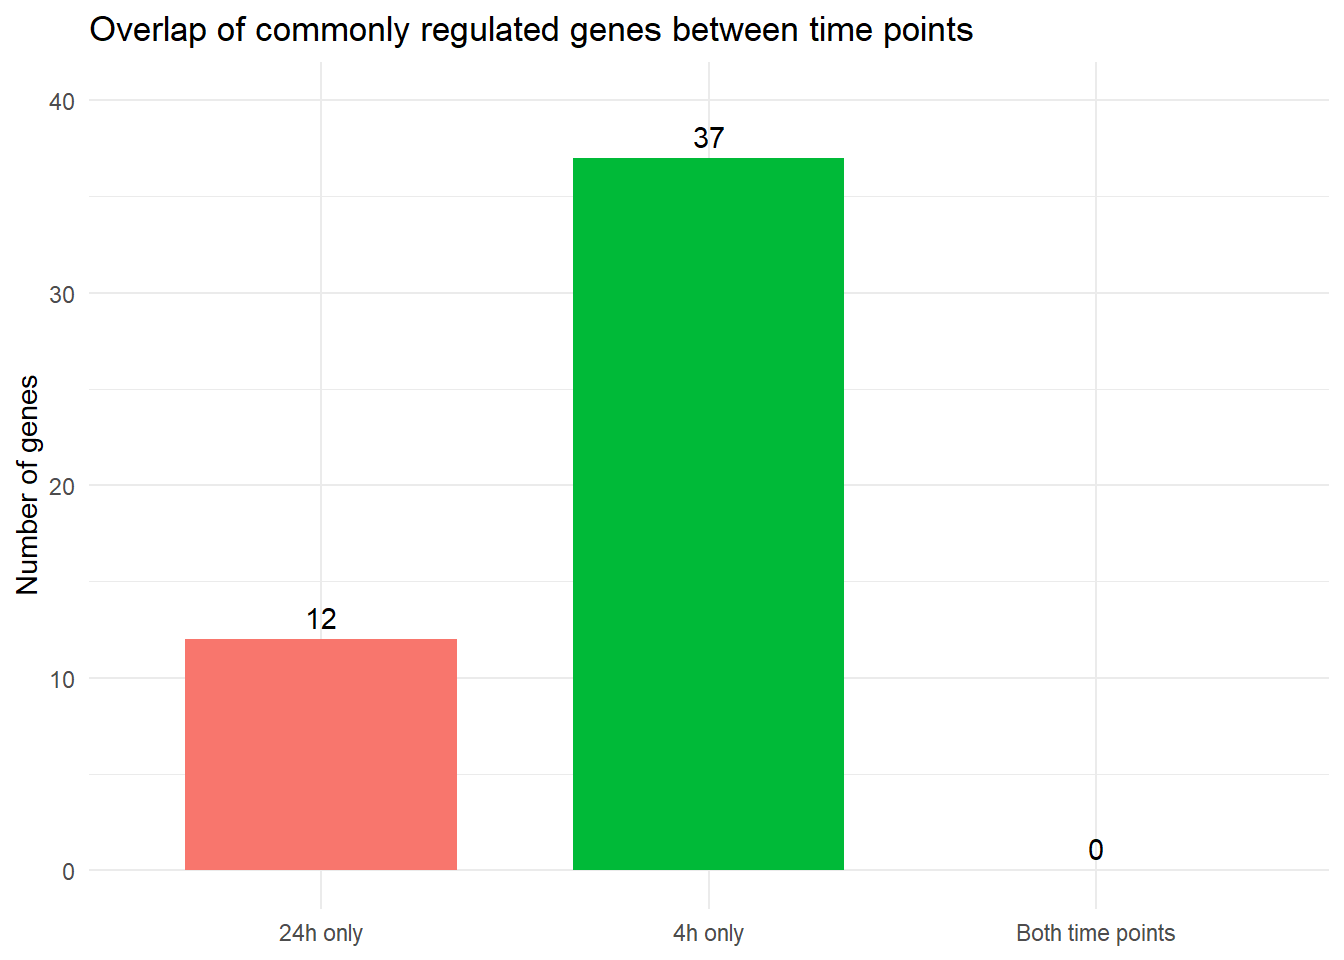 Overlap of commonly regulated genes between time points
Number of genes
40
30
20
10
0
12
37
0
24h only
4h only
Both time points